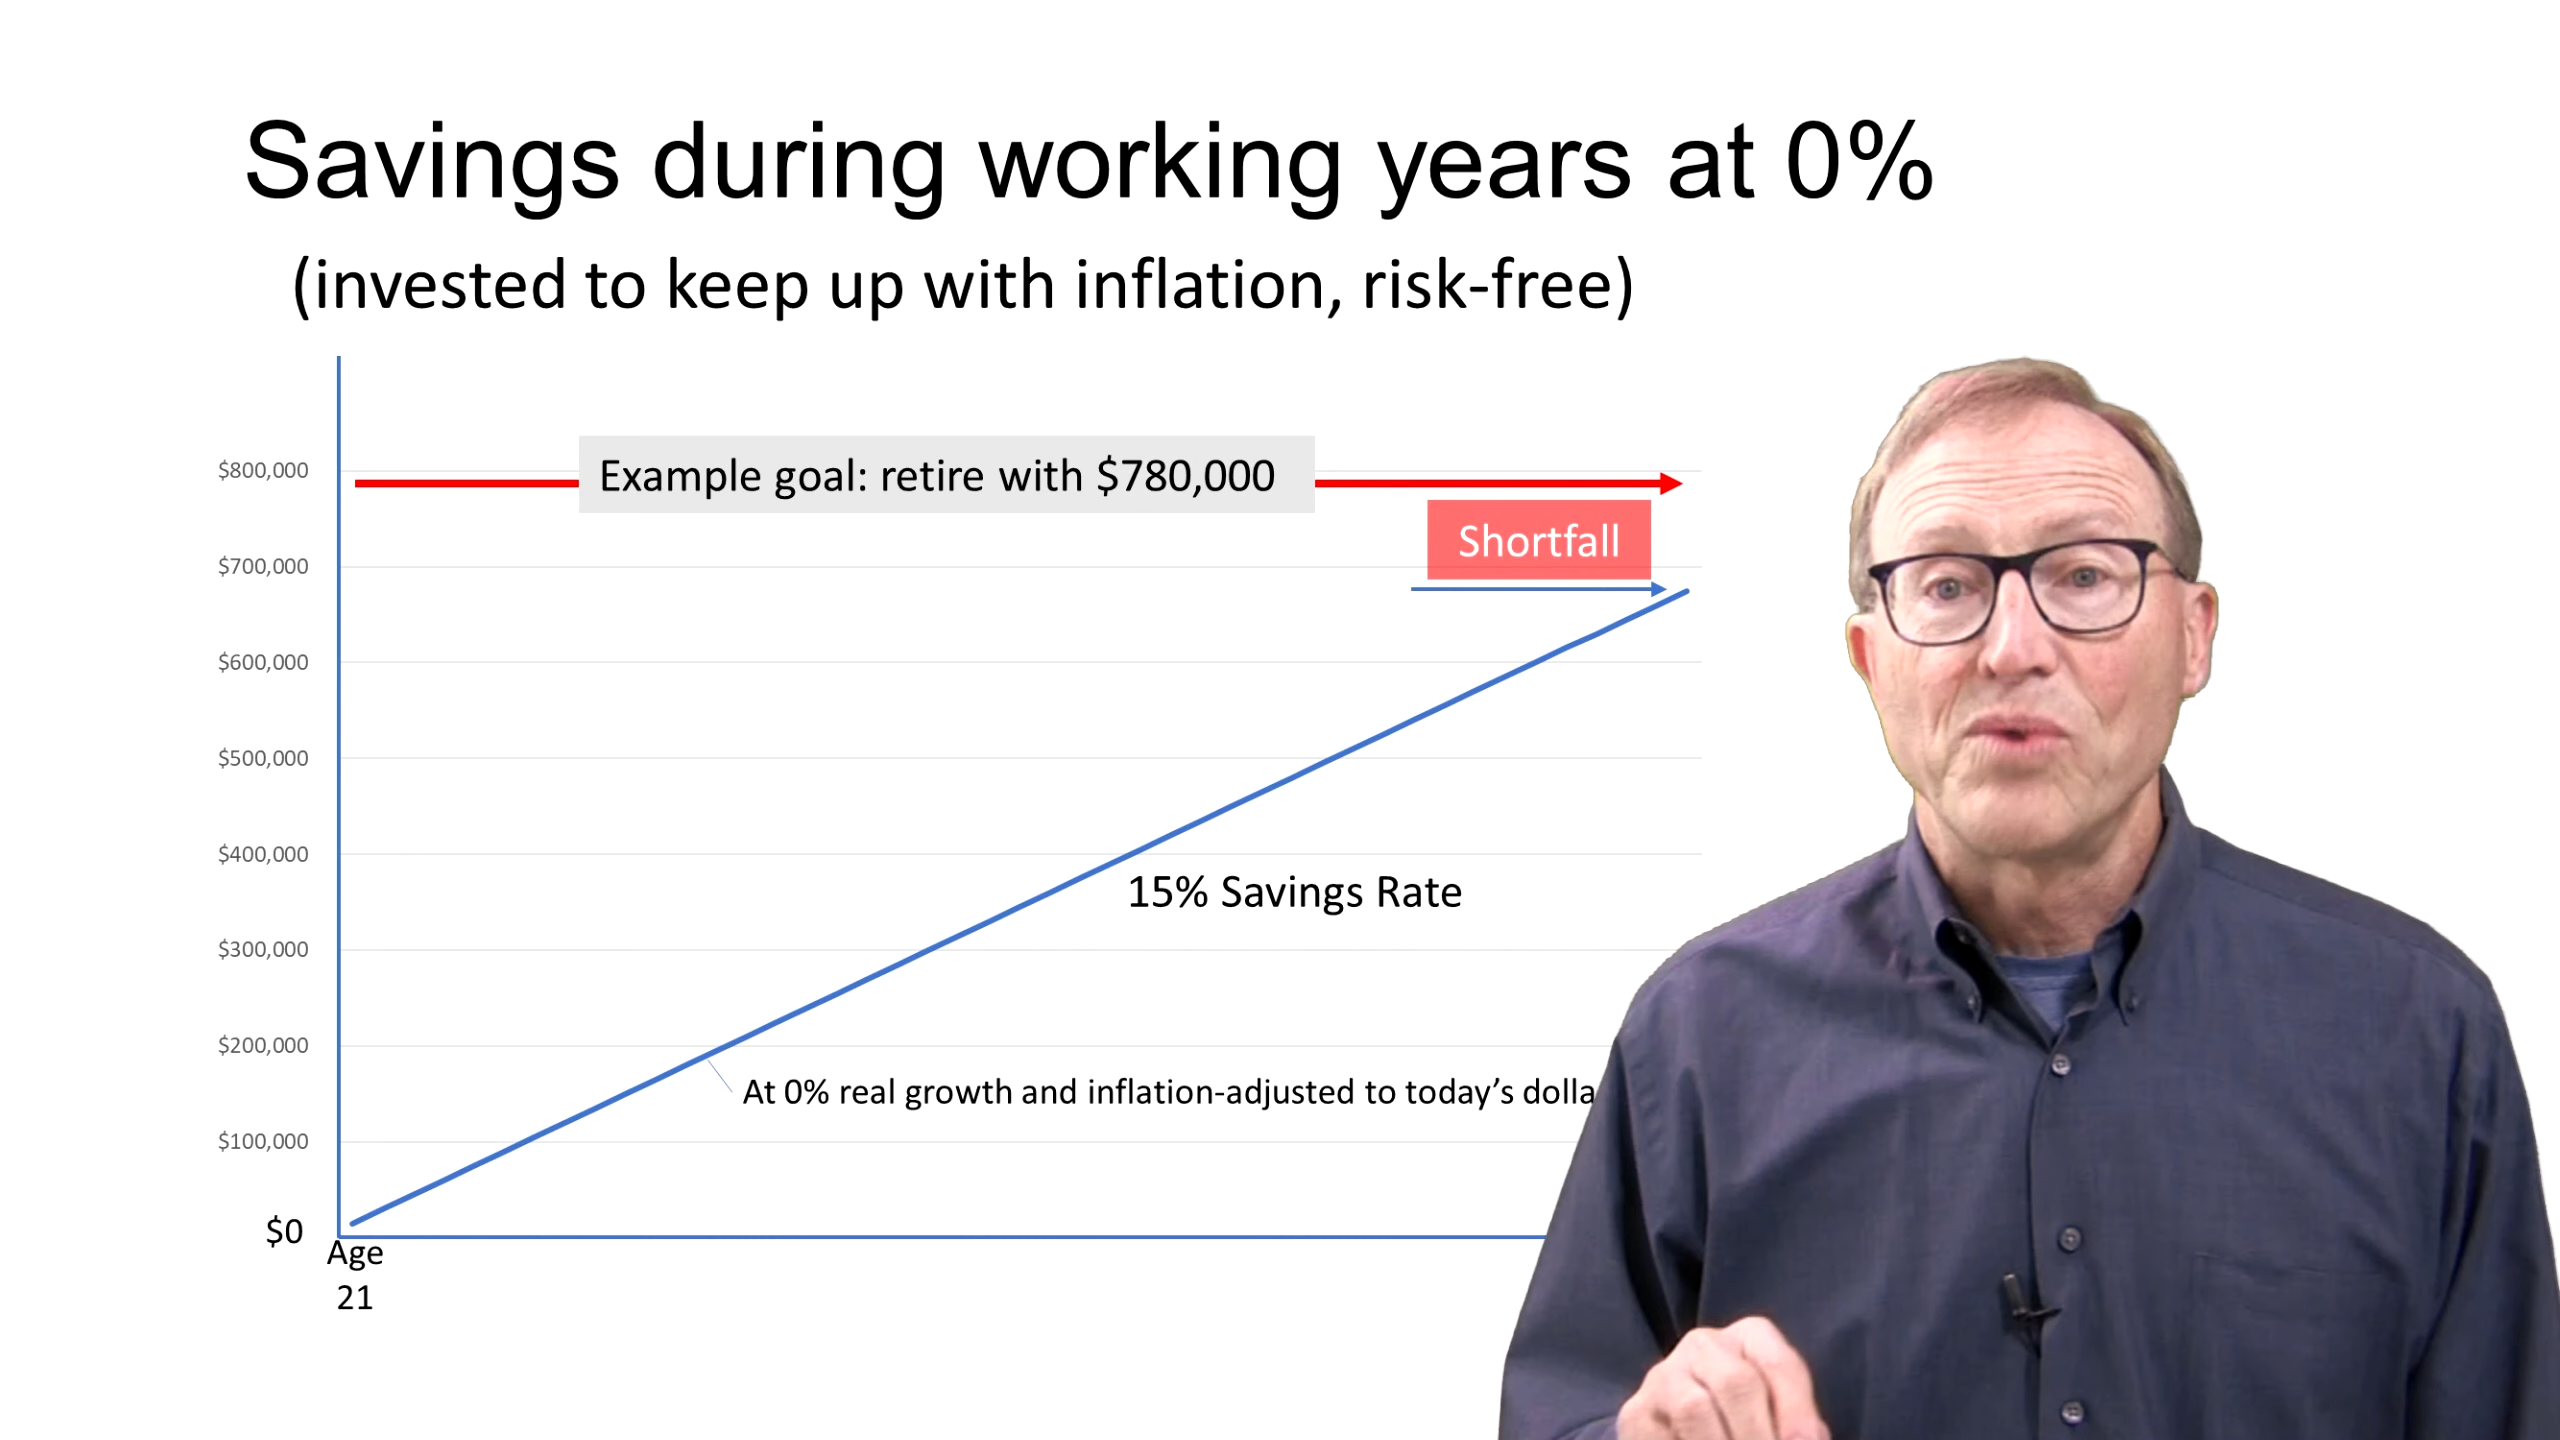 Savings during working years at 0%
(invested to keep up with inflation, risk-free)
$800,000
Example goal: retire with $780,000
Shortfall
$700,000
$600,000
$500,000
$400,000
15% Savings Rate
$300,000
$200,000
At 0% real growth and inflation-adjusted to today’s dolla
$100,000
$0
Age
21